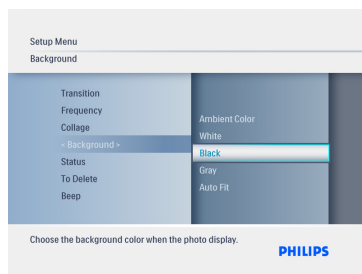 Setup Menu
Background
Transition
Frequency
Collage
< Background >
Status
To Delete
Beep
Ambient Color
White
Black
Gray
Auto Fit
Choose the background color when the photo display.
PHILIPS